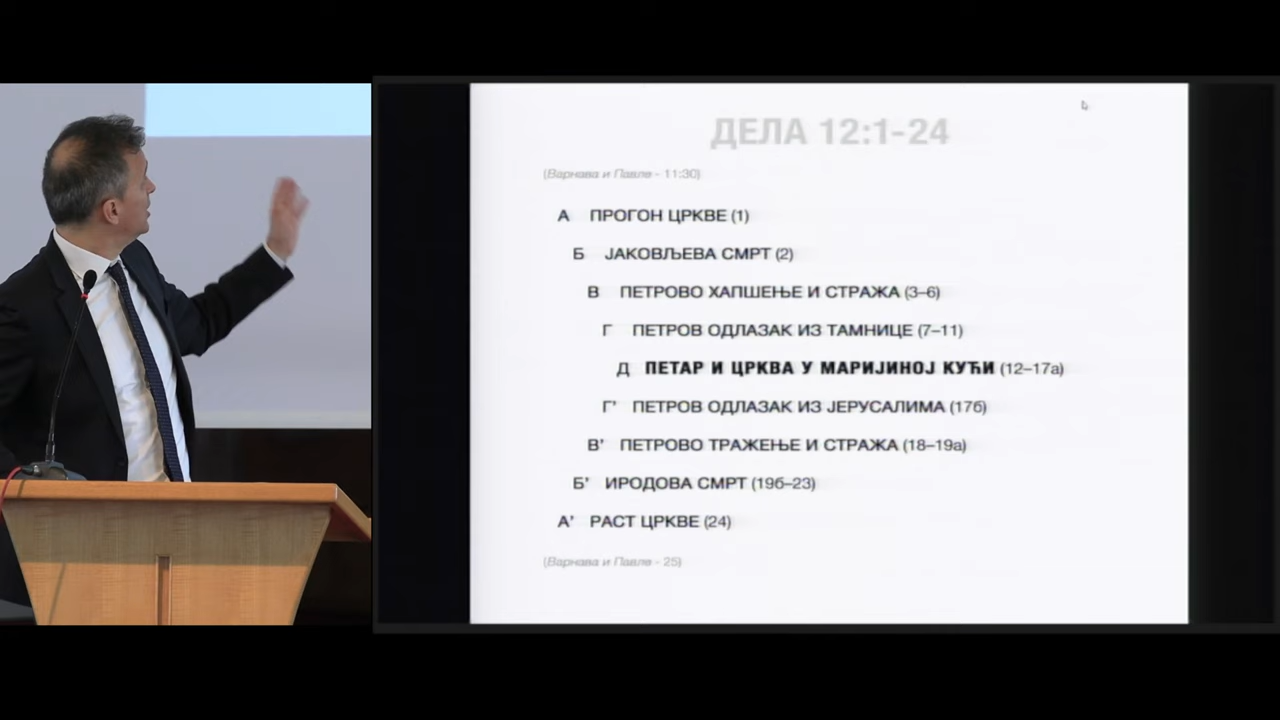 ДЕЛА 12:1-24
(Варнава и Павле - 11:30)
А ПРОГОН ЦРКВЕ (1)
Б ЈАКОВЉЕВА СМРТ (2)
В ПЕТРОВО ХАПШЕЊЕ И СТРАЖА (3–6)
Г ПЕТРОВ ОДЛАЗАК ИЗ ТАМНИЦЕ (7–11)
Д ПЕТАР И ЦРКВА У МАРИЈИНОЈ КУЋИ (12–17а)
Г' ПЕТРОВ ОДЛАЗАК ИЗ ЈЕРУСАЛИМА (17б)
В' ПЕТРОВО ТРАЖЕЊЕ И СТРАЖА (18–19а)
Б' ИРОДОВА СМРТ (19б–23)
А' РАСТ ЦРКВЕ (24)
(Варнава и Павле - 25)